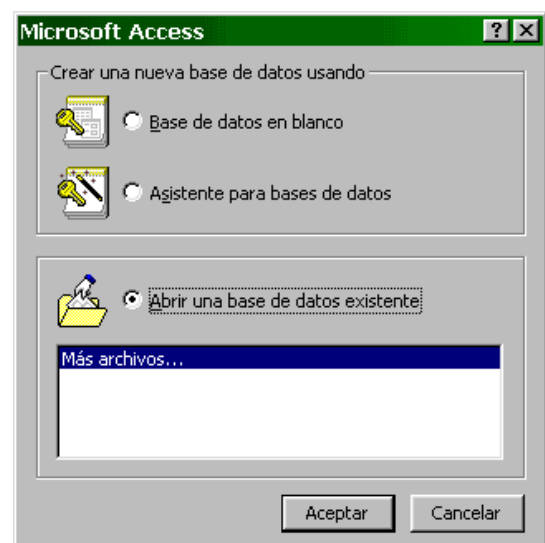 Microsoft Access
Crear una nueva base de datos usando
Base de datos en blanco
Asistente para bases de datos
Abrir una base de datos existente
Más archivos...
Aceptar Cancelar